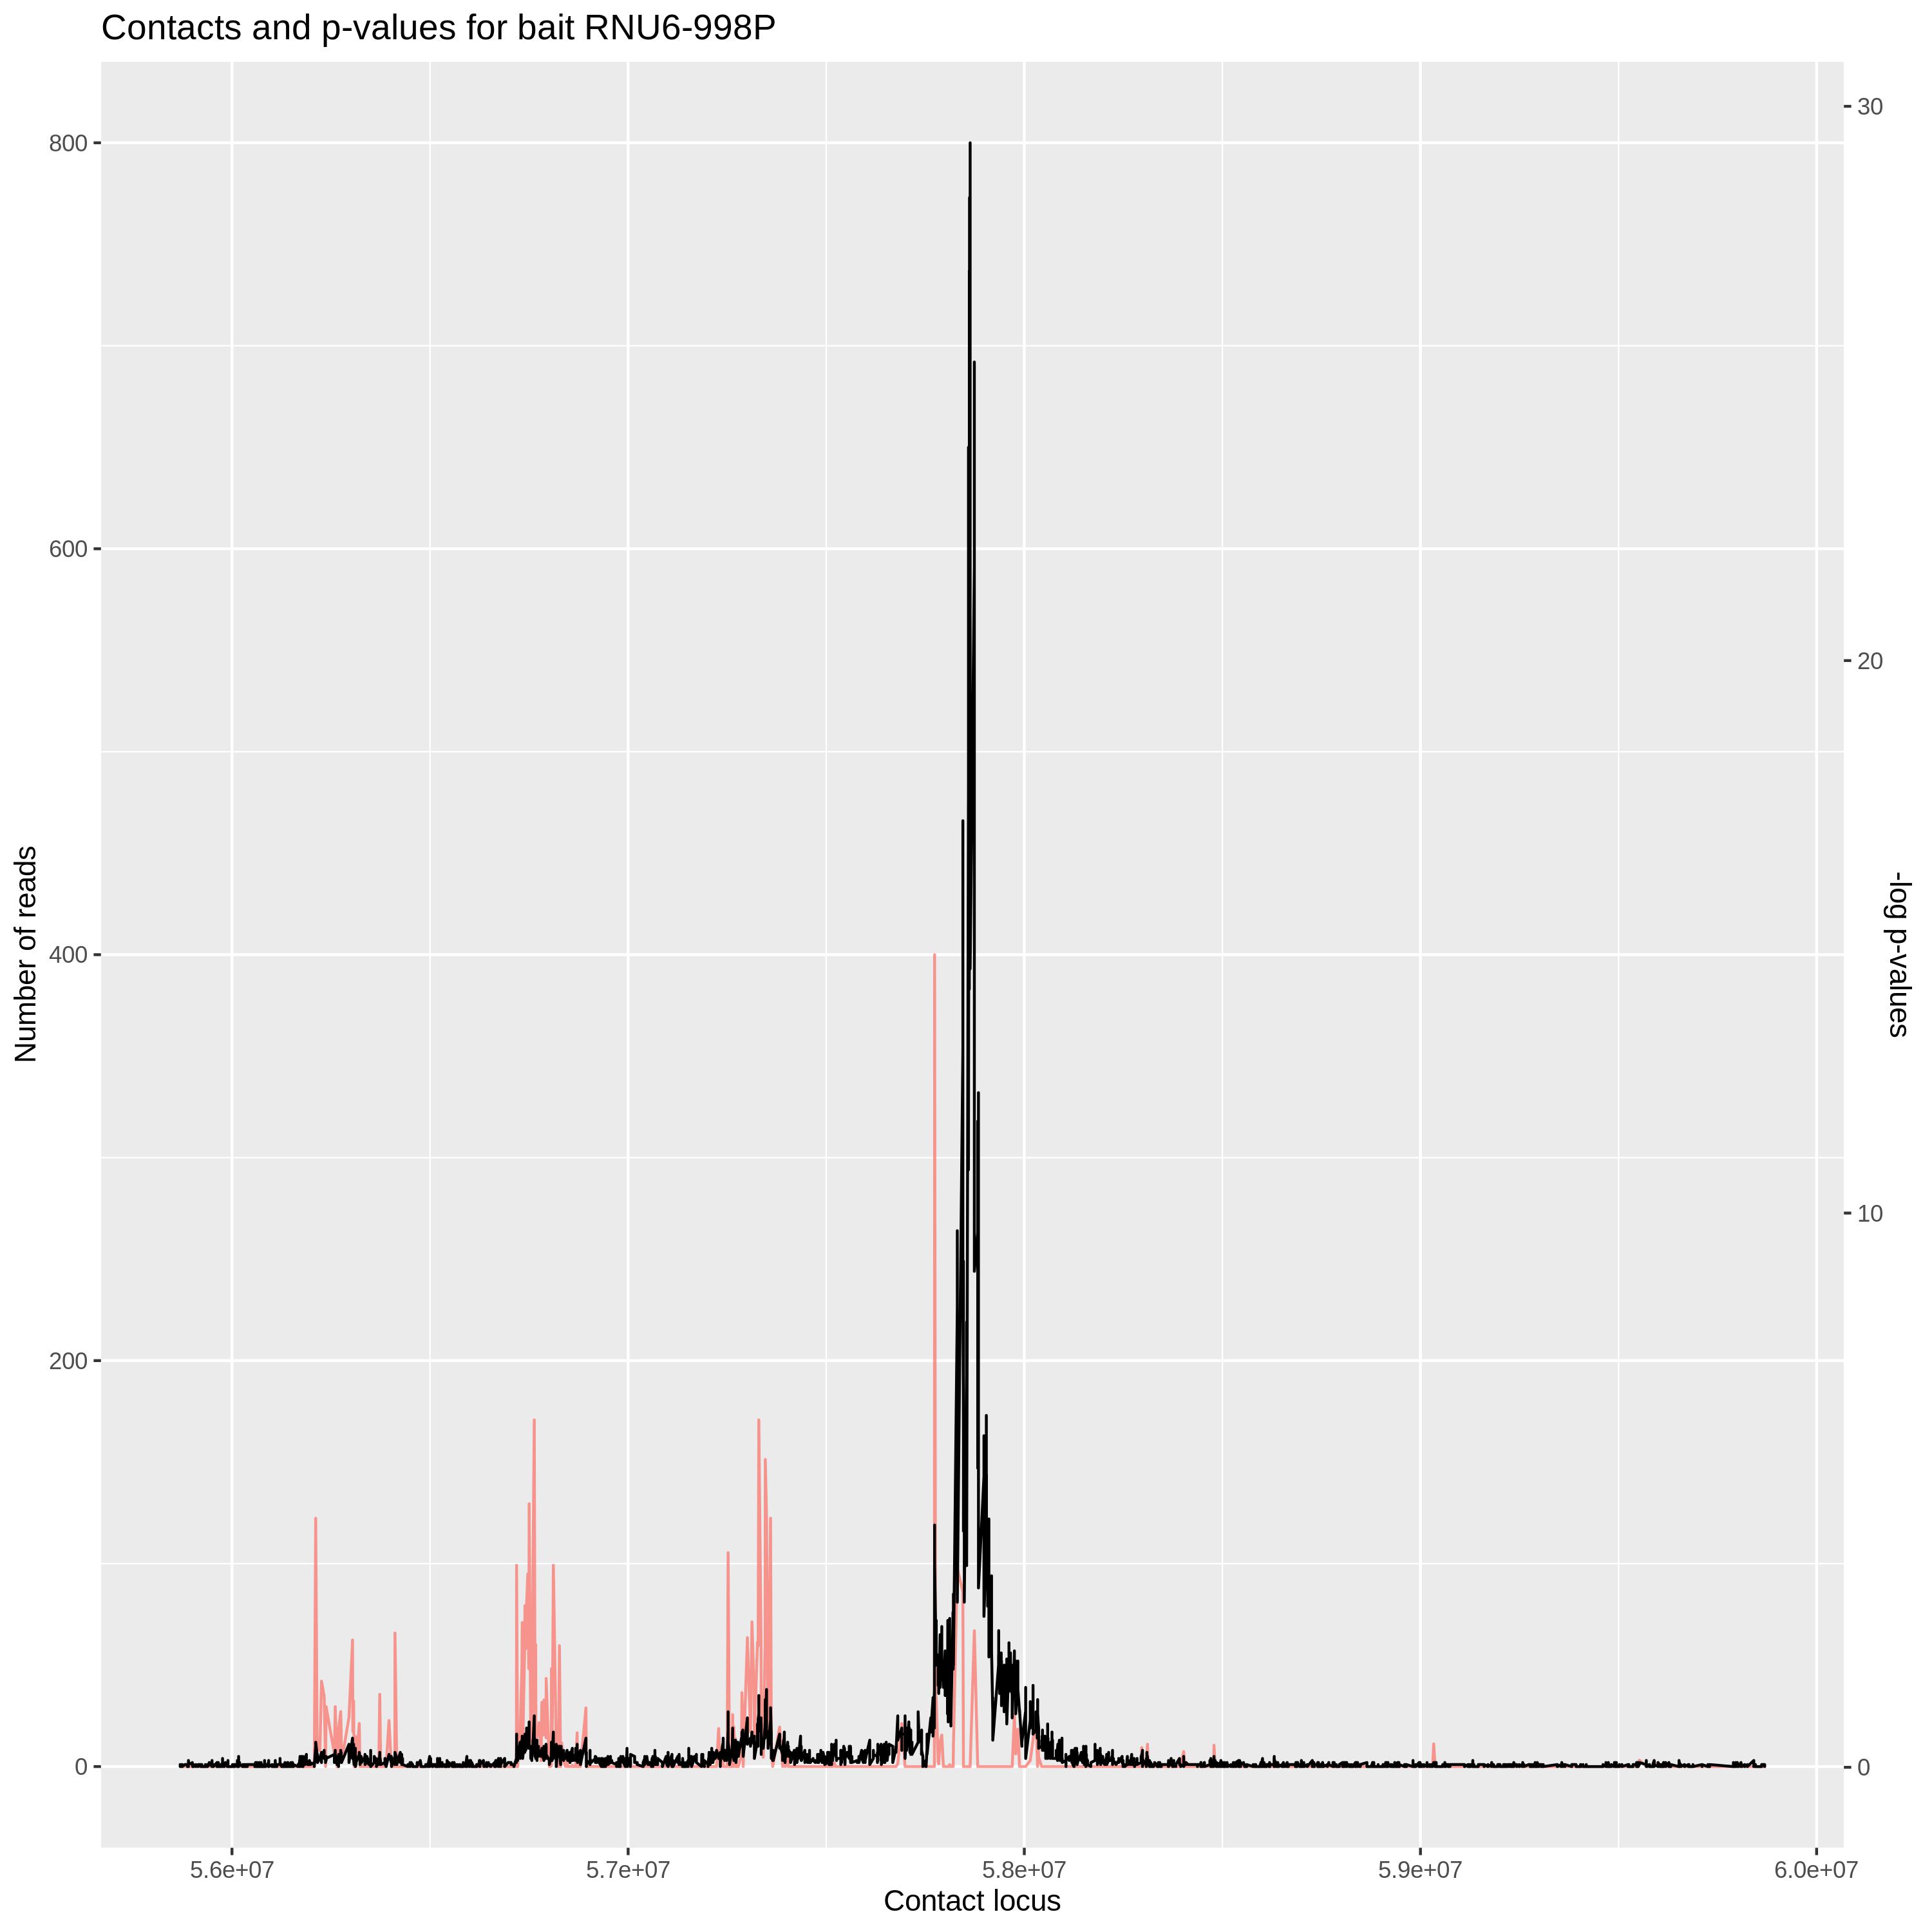 Contacts and p-values for bait RNU6-998P
800
600
400
200
0
Number of reads
30
20
10
0
-log p-values
5.6e+07 5.7e+07 5.8e+07 5.9e+07 6.0e+07
Contact locus